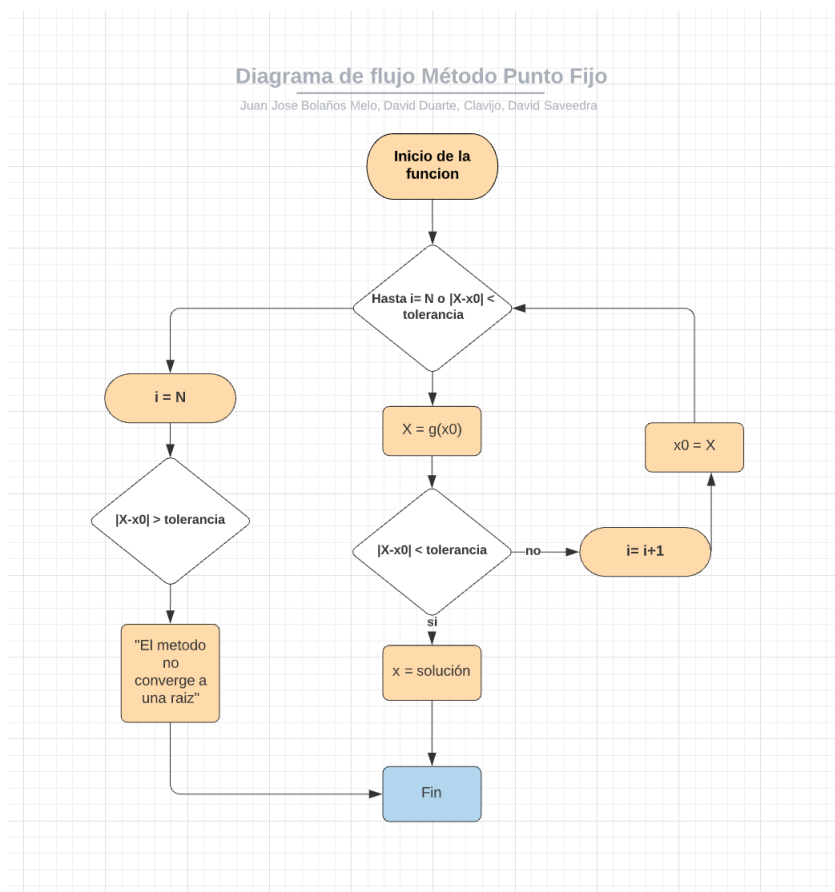 Diagrama de flujo Método Punto Fijo
Juan Jose Bolaños Melo, David Duarte, Clavijo, David Saveedra
Inicio de la
funcion
Hasta i= N o |X-x0| <
tolerancia
i = N
X = g(x0)
x0 = X
|X-x0| > tolerancia
|X-x0| < tolerancia
no
i= i+1
si
"El metodo
no
converge a
una raiz"
x = solución
Fin